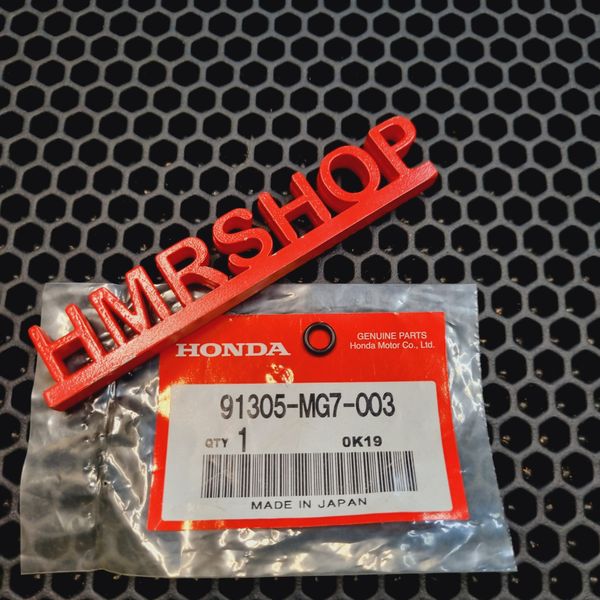 HMRSHOP
HONDA
GENUINE PARTS
Honda Motor Co., Ltd.
91305-MG7-003
QTY 1 0K19
MADE IN JAPAN